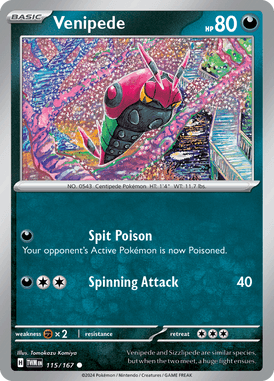 BASIC
Venipede
HP 80
NO. 0543 Centipede Pokémon HT: 1'4" WT: 11.7 lbs.
Spit Poison
Your opponent's Active Pokémon is now Poisoned.
Spinning Attack 40
weakness ×2 resistance retreat
Illus. Tomokazu Komiya
H TWM EN 115/167 ●
Venipede and Sizzlipede are similar species,
but when the two meet, a huge fight ensues.
©2024 Pokémon / Nintendo / Creatures / GAME FREAK